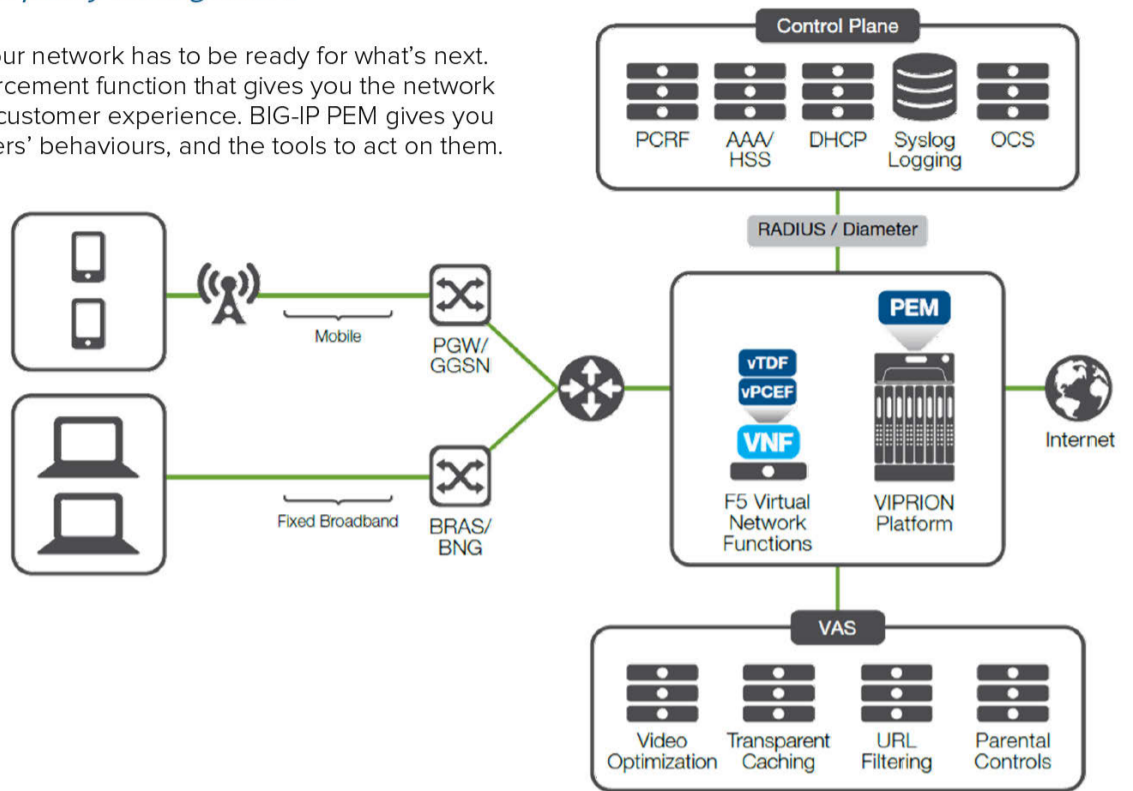 our network has to be ready for what's next.
rcement function that gives you the network
customer experience. BIG-IP PEM gives you
ers' behaviours, and the tools to act on them.
Control Plane
PCRF
AAA/
HSS
DHCP
Syslog
Logging
OCS
RADIUS / Diameter
Mobile
PGW/
GGSN
Fixed Broadband
BRAS/
BNG
vTDF
vPCEF
VNF
F5 Virtual
Network
Functions
PEM
VIPRION
Platform
Internet
VAS
Video
Optimization
Transparent
Caching
URL
Filtering
Parental
Controls